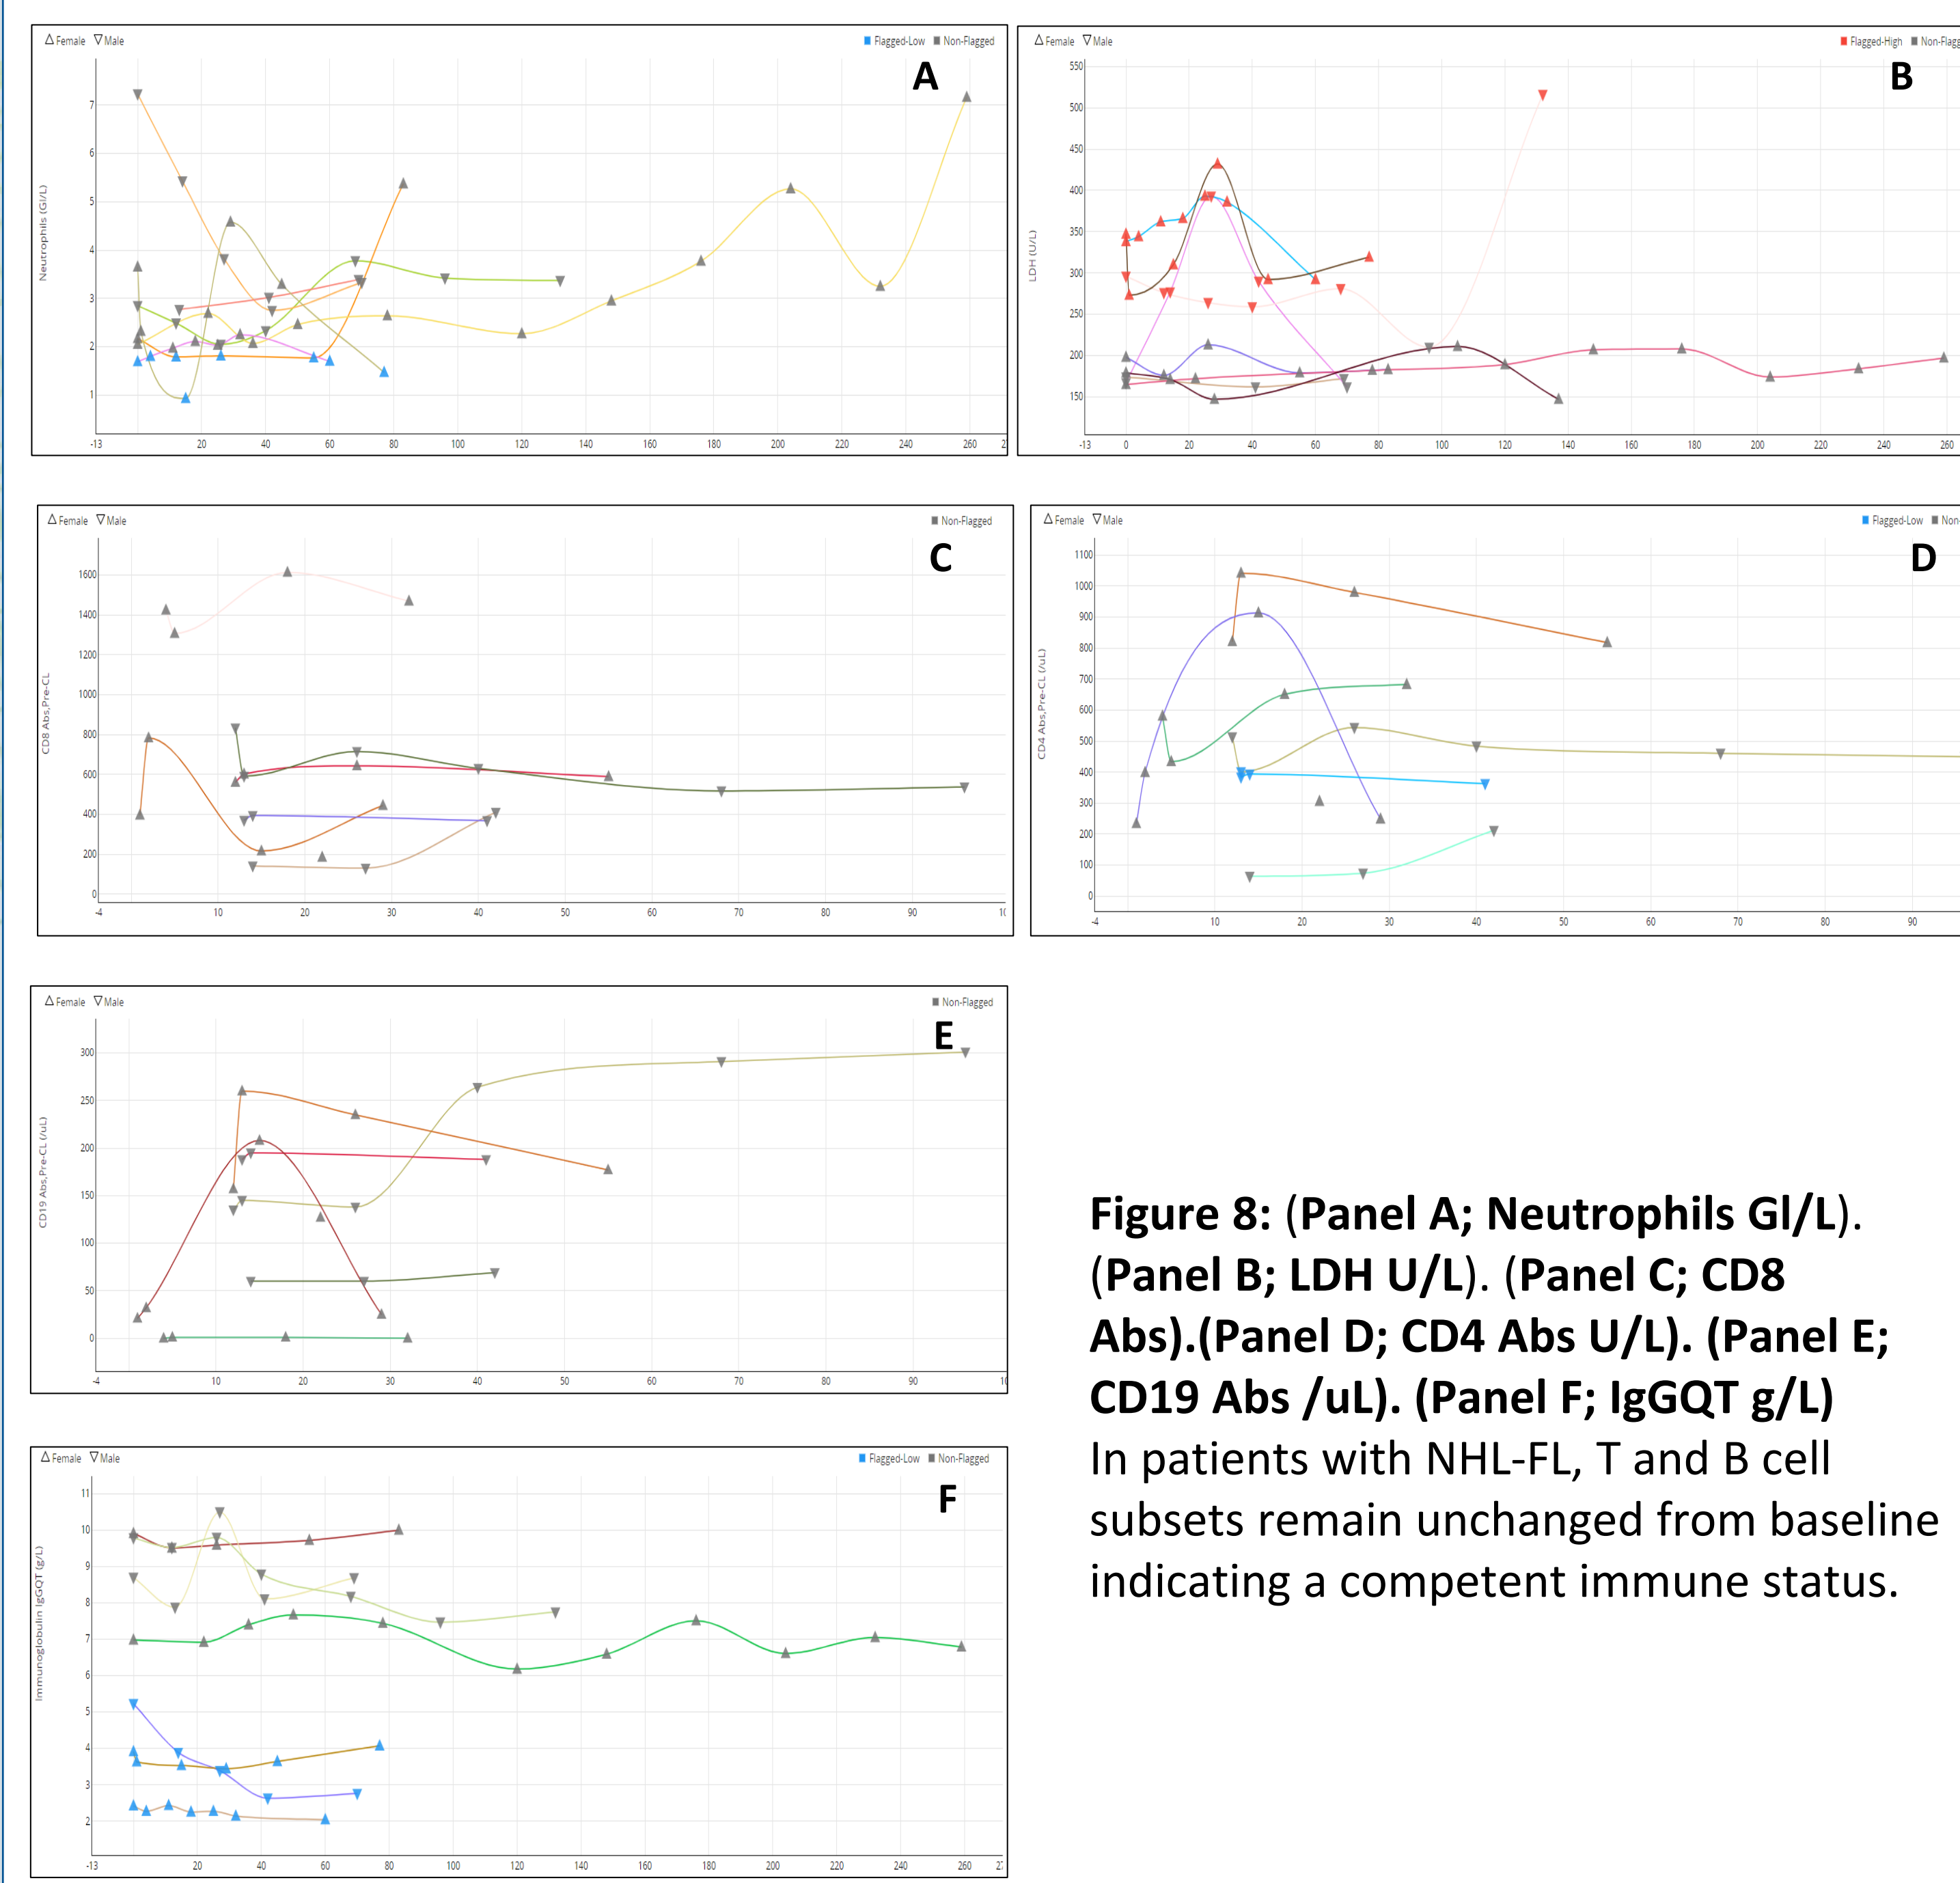 △ Female ▽ Male
■ Flagged-Low ■ Non-Flagged
A
Neutrophils (GI/L)
7
6
5
4
3
2
1
-13 20 40 60 80 100 120 140 160 180 200 220 240 260 2
△ Female ▽ Male
■ Flagged-High ■ Non-Flagg
B
LDH (U/L)
550
500
450
400
350
300
250
200
150
-13 0 20 40 60 80 100 120 140 160 180 200 220 240 260
△ Female ▽ Male
■ Non-Flagged
C
CD8 Abs,Pre-CL
1600
1400
1200
1000
800
600
400
200
0
-4 10 20 30 40 50 60 70 80 90 10
△ Female ▽ Male
■ Flagged-Low ■ Non-
D
CD4 Abs,Pre-CL (/uL)
1100
1000
900
800
700
600
500
400
300
200
100
0
-4 10 20 30 40 50 60 70 80 90
△ Female ▽ Male
■ Non-Flagged
E
CD19 Abs,Pre-CL (/uL)
300
250
200
150
100
50
0
-4 10 20 30 40 50 60 70 80 90 10
△ Female ▽ Male
■ Flagged-Low ■ Non-Flagged
F
Immunoglobulin IgGQT (g/L)
11
10
9
8
7
6
5
4
3
2
-13 20 40 60 80 100 120 140 160 180 200 220 240 260 2
Figure 8: (Panel A; Neutrophils Gl/L).
(Panel B; LDH U/L). (Panel C; CD8
Abs).(Panel D; CD4 Abs U/L). (Panel E;
CD19 Abs /uL). (Panel F; IgGQT g/L)
In patients with NHL-FL, T and B cell
subsets remain unchanged from baseline
indicating a competent immune status.